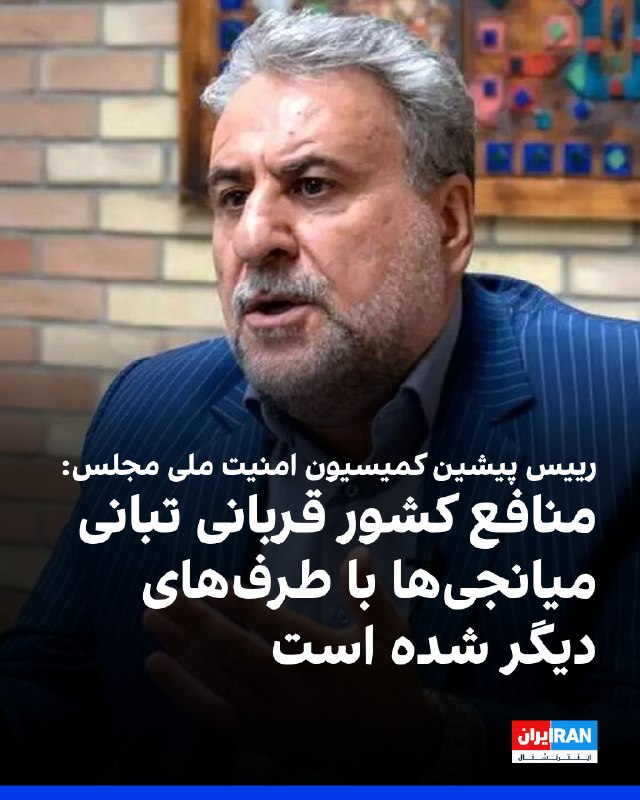 رییس پیشین کمیسیون امنیت ملی مجلس:
منافع کشور قربانی تبانی
میانجی‌ها با طرف‌های
دیگر شده است
ایران IRAN
اینترنشنال